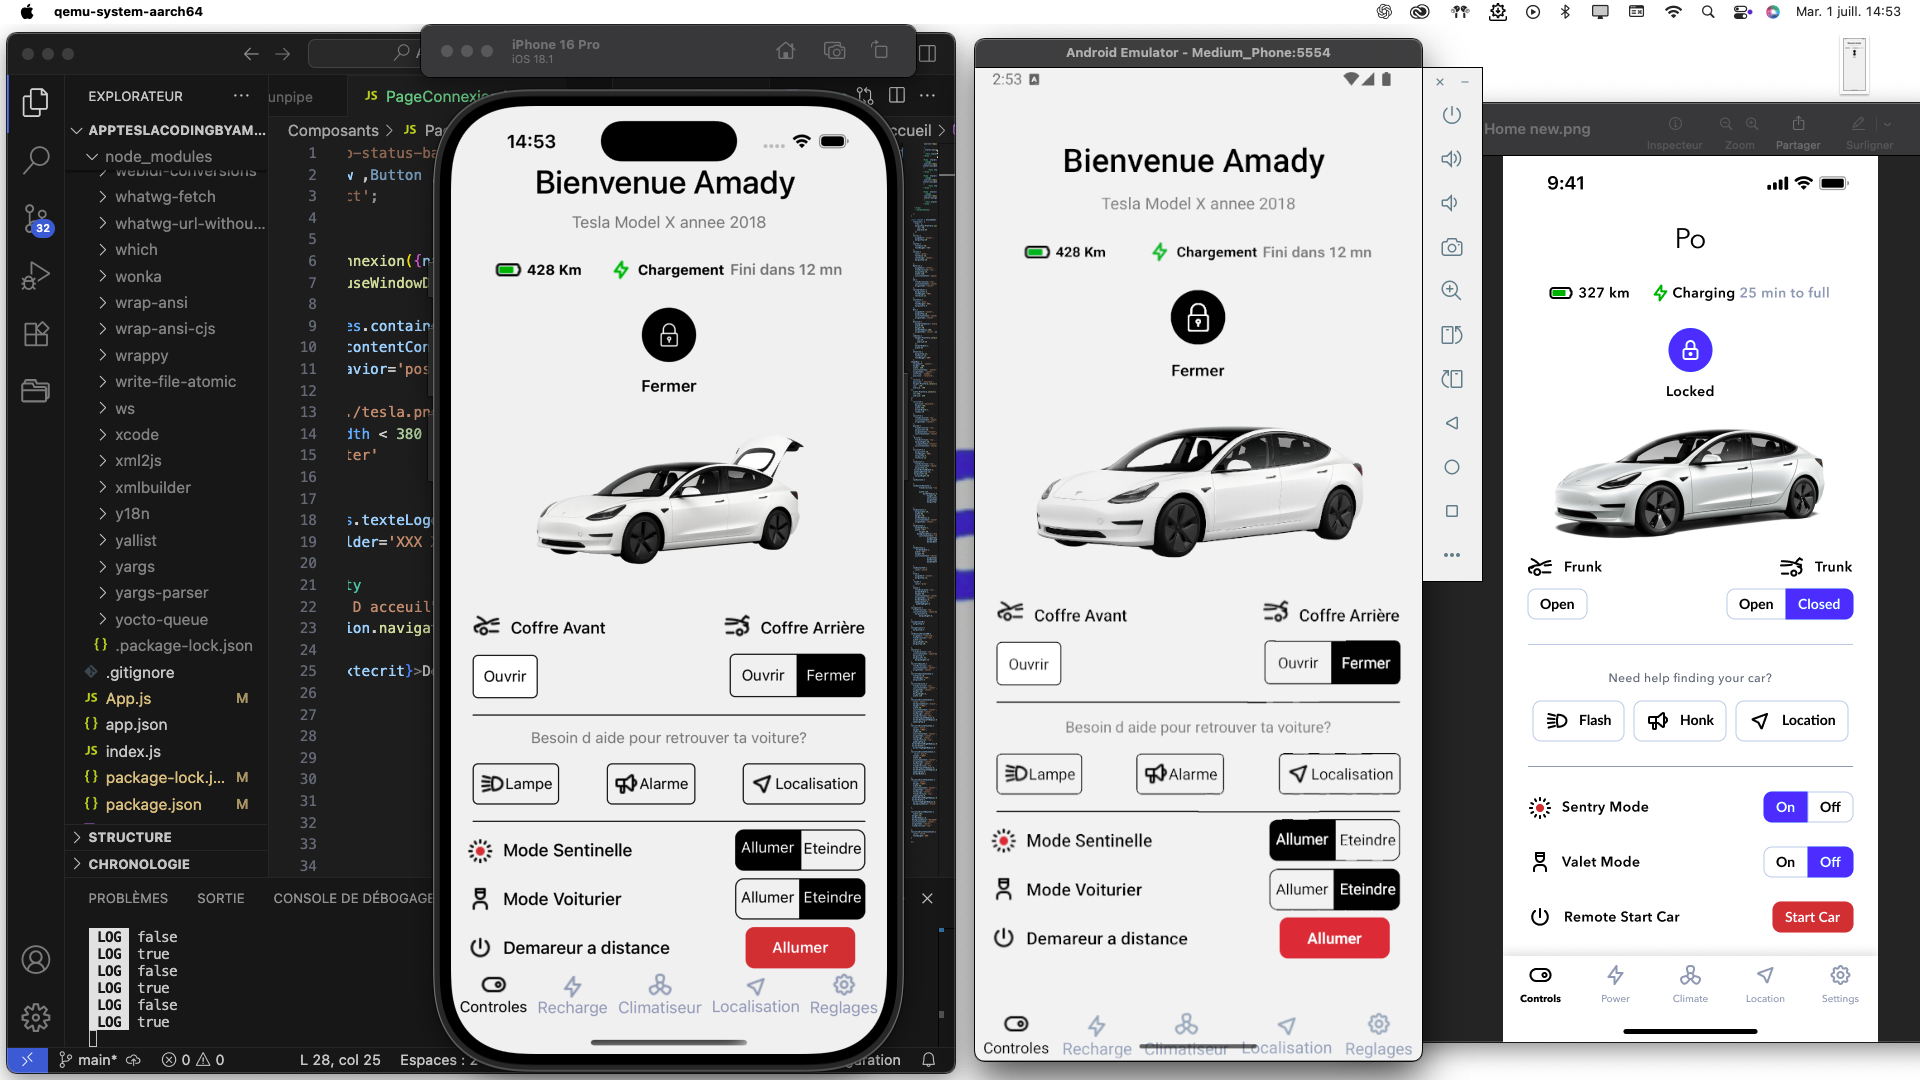 qemu-system-aarch64
Mar. 1 juill. 14:53
EXPLORATEUR
APPTESLACODINGBYAM...
node_modules
webidl-conversions
whatwg-fetch
whatwg-url-withou...
which
wonka
wrap-ansi
wrap-ansi-cjs
wrappy
write-file-atomic
ws
xcode
xml2js
xmlbuilder
y18n
yallist
yargs
yargs-parser
yocto-queue
.package-lock.json
.gitignore
App.js M
app.json
index.js
package-lock.j... M
package.json M
STRUCTURE
CHRONOLOGIE
32
unpipe
JS PageConnexi
Composants > JS Pa
ccueil >
1 o-status-ba
2 w ,Button
3 ct';
4
5
6 nnexion({n
7 useWindowD
8
9 es.contain
10 contentCon
11 avior='pos
12
13 ./tesla.pn
14 dth < 380
15 ter'
16
17
18 s.texteLog
19 lder='XXX
20
21 ty
22 D acceuil
23 ion.navigat
24
25 xtecrit}>D
26
27
28
29
30
31
32
33
34
PROBLÈMES SORTIE CONSOLE DE DÉBOGAGE
LOG false
LOG true
LOG false
LOG true
LOG false
LOG true
main* 0 0 L 28, col 25 Espaces : 2
iPhone 16 Pro
iOS 18.1
14:53
Bienvenue Amady
Tesla Model X annee 2018
428 Km Chargement Fini dans 12 mn
Fermer
Coffre Avant Coffre Arrière
Ouvrir Ouvrir Fermer
Besoin d aide pour retrouver ta voiture?
Lampe Alarme Localisation
Mode Sentinelle Allumer Eteindre
Mode Voiturier Allumer Eteindre
Demareur a distance Allumer
Controles Recharge Climatiseur Localisation Reglages
Android Emulator - Medium_Phone:5554
2:53
Bienvenue Amady
Tesla Model X annee 2018
428 Km Chargement Fini dans 12 mn
Fermer
Coffre Avant Coffre Arrière
Ouvrir Ouvrir Fermer
Besoin d aide pour retrouver ta voiture?
Lampe Alarme Localisation
Mode Sentinelle Allumer Eteindre
Mode Voiturier Allumer Eteindre
Demareur a distance Allumer
Controles Recharge Climatiseur Localisation Reglages
Home new.png
Inspecteur Zoom Partager Surligner
9:41
Po
327 km Charging 25 min to full
Locked
Frunk Trunk
Open Open Closed
Need help finding your car?
Flash Honk Location
Sentry Mode On Off
Valet Mode On Off
Remote Start Car Start Car
Controls Power Climate Location Settings